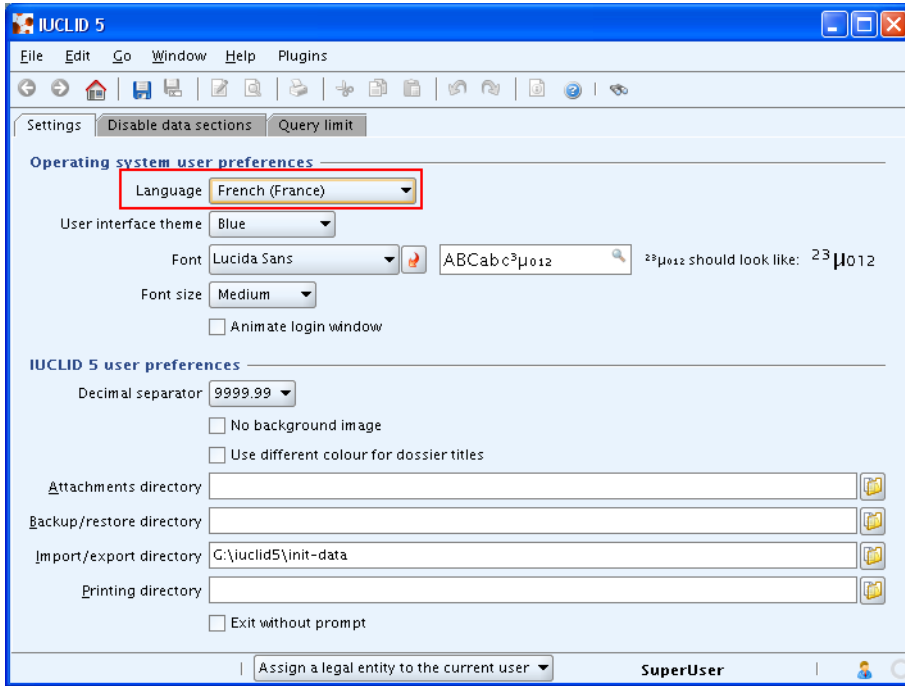 IUCLID 5
File Edit Go Window Help Plugins
Settings Disable data sections Query limit
Operating system user preferences
Language French (France)
User interface theme Blue
Font Lucida Sans ABCabc³µ₀₁₂ ²³µ₀₁₂ should look like: ²³µ₀₁₂
Font size Medium
Animate login window
IUCLID 5 user preferences
Decimal separator 9999.99
No background image
Use different colour for dossier titles
Attachments directory
Backup/restore directory
Import/export directory G:\iuclid5\init-data
Printing directory
Exit without prompt
Assign a legal entity to the current user SuperUser